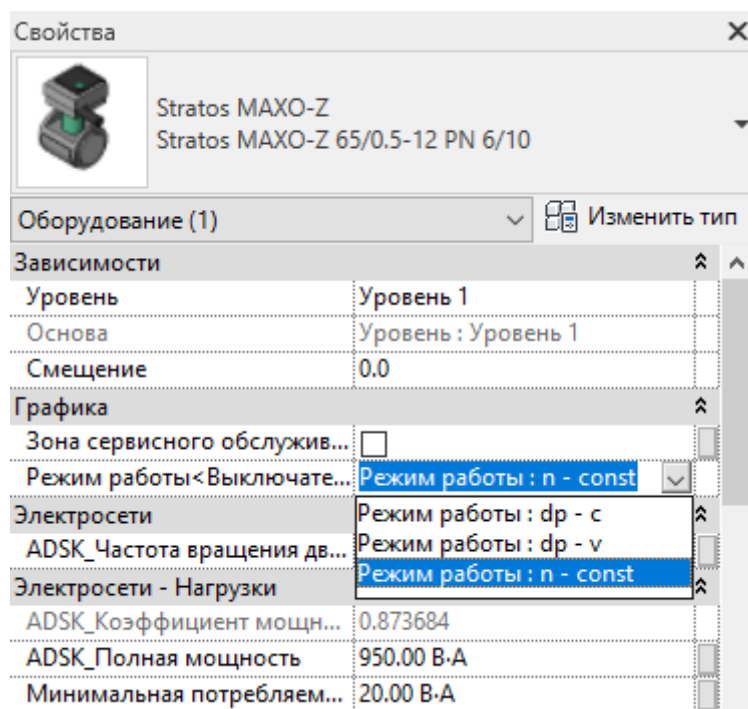 Свойства
Stratos MAXO-Z
Stratos MAXO-Z 65/0.5-12 PN 6/10
Оборудование (1)
Изменить тип
Зависимости
Уровень Уровень 1
Основа Уровень : Уровень 1
Смещение 0.0
Графика
Зона сервисного обслужив...
Режим работы<Выключате... Режим работы : n - const
Режим работы : dp - c
Электросети
Режим работы : dp - v
ADSK_Частота вращения дв...
Режим работы : n - const
Электросети - Нагрузки
ADSK_Коэффициент мощн... 0.873684
ADSK_Полная мощность 950.00 В·А
Минимальная потребляем... 20.00 В·А